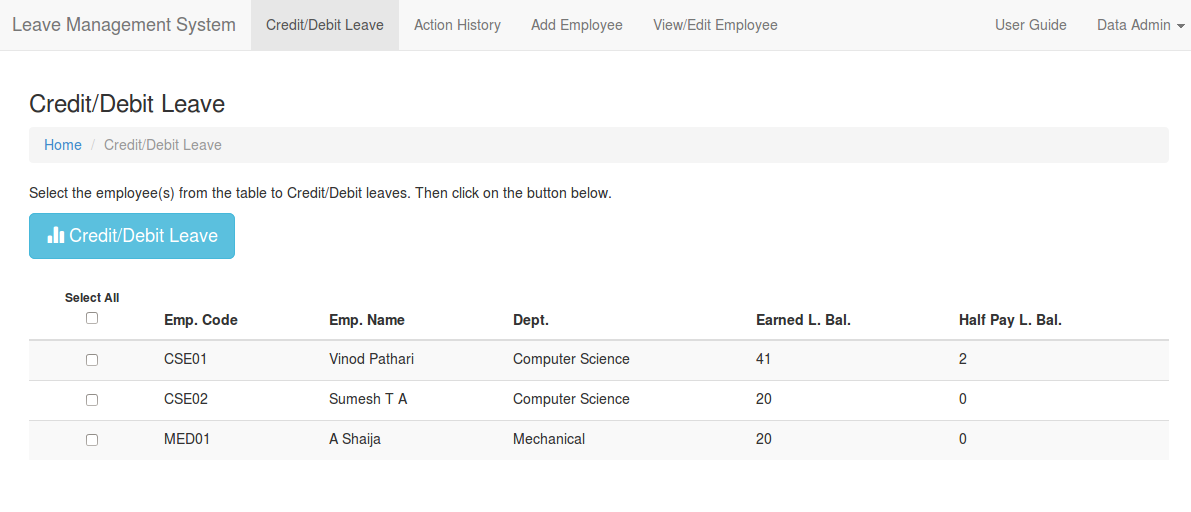 Leave Management System Credit/Debit Leave Action History Add Employee View/Edit Employee User Guide Data Admin
Credit/Debit Leave
Home / Credit/Debit Leave
Select the employee(s) from the table to Credit/Debit leaves. Then click on the button below.
Credit/Debit Leave
Select All
Emp. Code Emp. Name Dept. Earned L. Bal. Half Pay L. Bal.
CSE01 Vinod Pathari Computer Science 41 2
CSE02 Sumesh T A Computer Science 20 0
MED01 A Shaija Mechanical 20 0